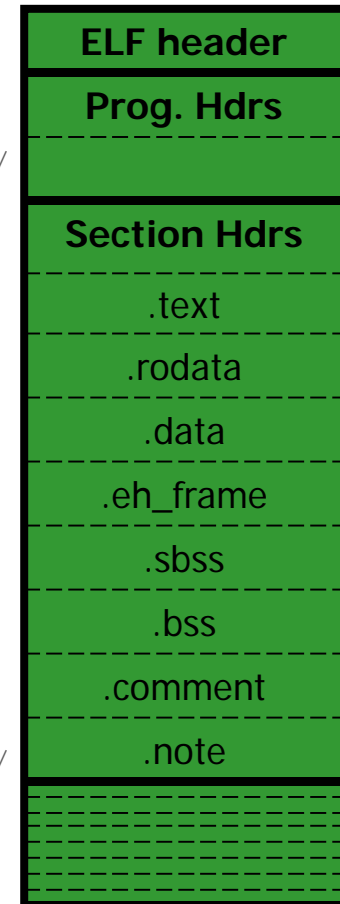 ELF header
Prog. Hdrs
Section Hdrs
.text
.rodata
.data
.eh_frame
.sbss
.bss
.comment
.note